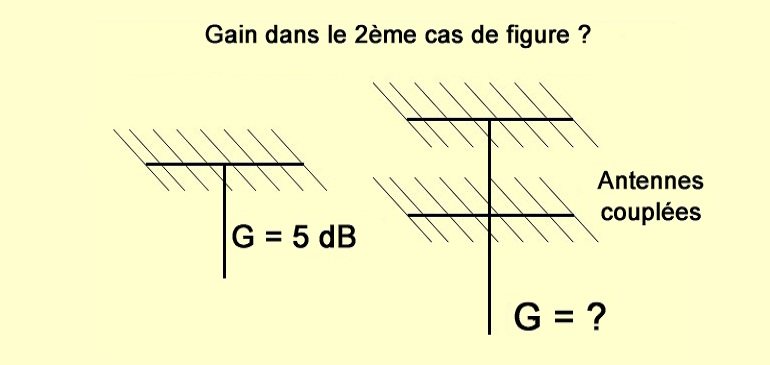 Gain dans le 2ème cas de figure ?
Antennes
couplées
G = 5 dB
G = ?